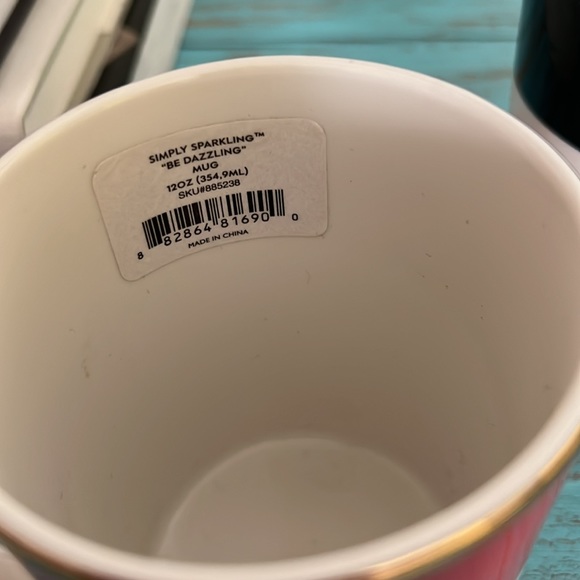 SIMPLY SPARKLING™
"BE DAZZLING"
MUG
12OZ (354.9ML)
SKU#885238
8 82864 81690 0
MADE IN CHINA